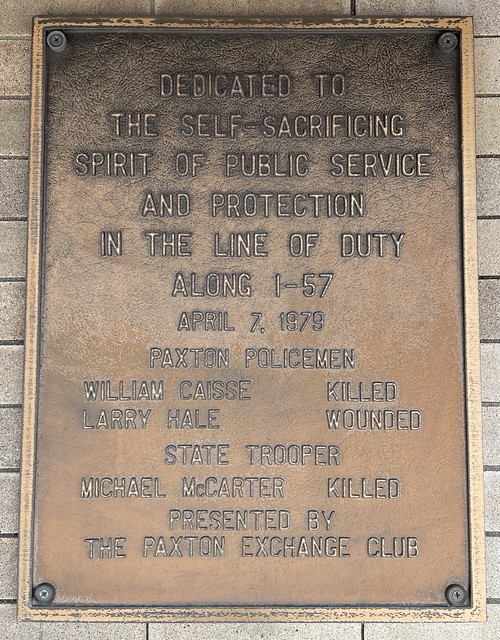 DEDICATED TO
THE SELF-SACRIFICING
SPIRIT OF PUBLIC SERVICE
AND PROTECTION
IN THE LINE OF DUTY
ALONG I-57
APRIL 7, 1979
PAXTON POLICEMEN
WILLIAM CAISSE KILLED
LARRY HALE WOUNDED
STATE TROOPER
MICHAEL McCARTER KILLED
PRESENTED BY
THE PAXTON EXCHANGE CLUB